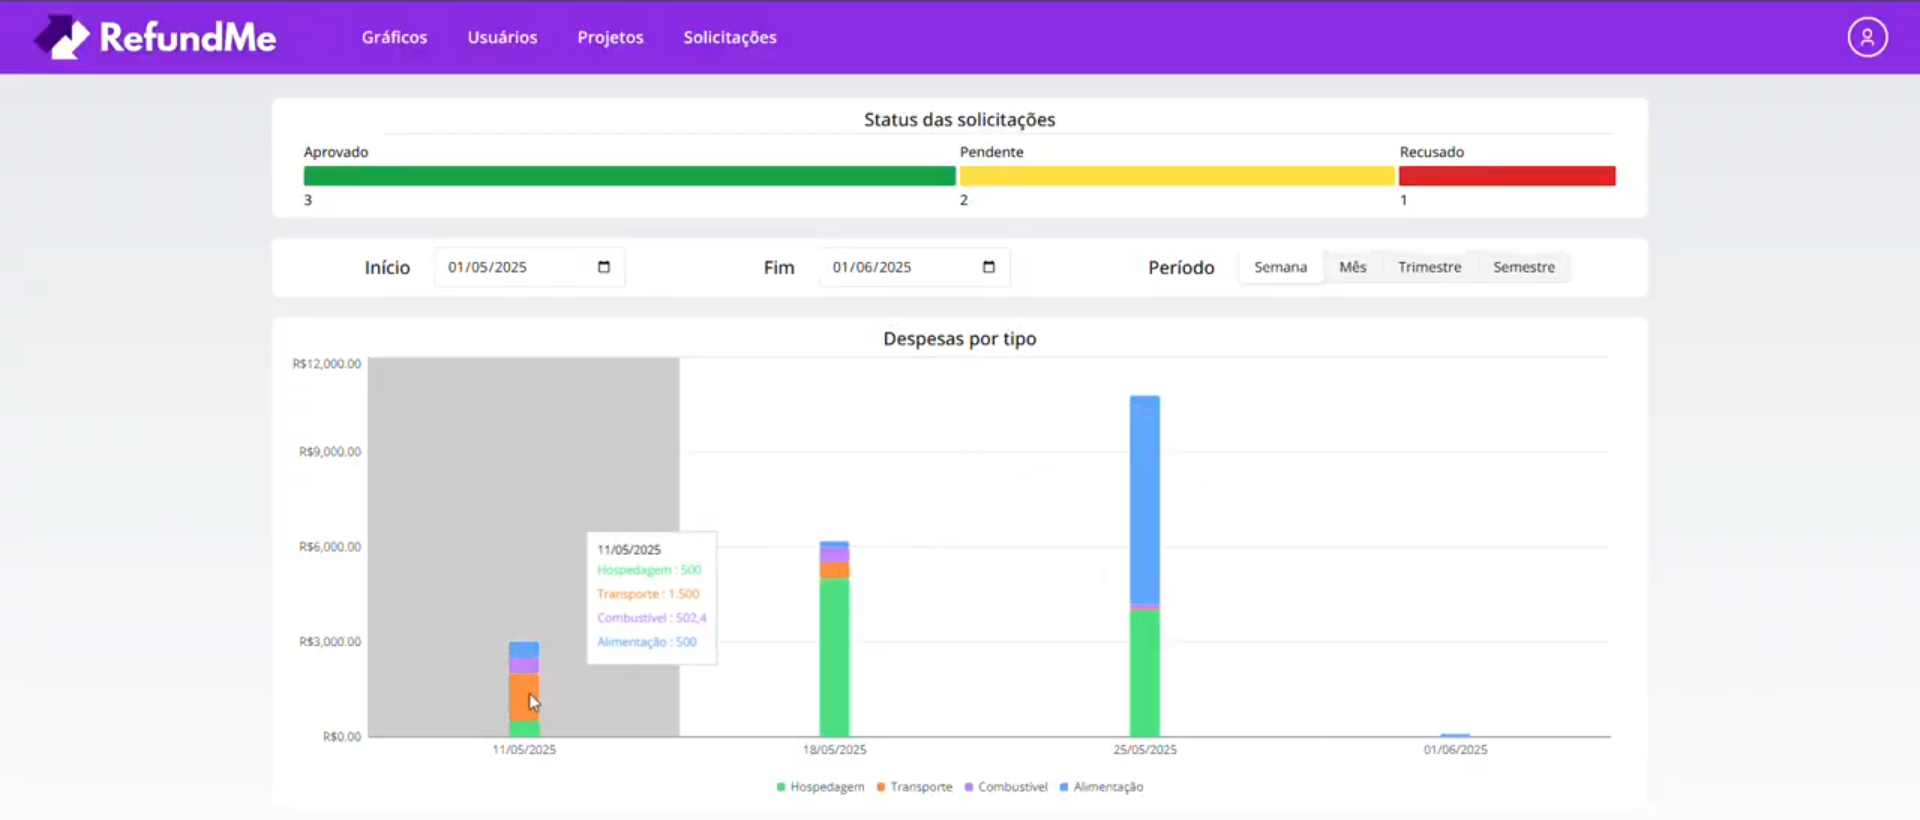 RefundMe
Gráficos Usuários Projetos Solicitações
Status das solicitações
Aprovado Pendente Recusado
3 2 1
Início 01/05/2025 Fim 01/06/2025 Período Semana Mês Trimestre Semestre
Despesas por tipo
R$12,000.00
R$9,000.00
R$6,000.00
R$3,000.00
R$0.00
11/05/2025
Hospedagem : 500
Transporte : 1.500
Combustível : 502,4
Alimentação : 500
11/05/2025 18/05/2025 25/05/2025 01/06/2025
Hospedagem Transporte Combustível Alimentação